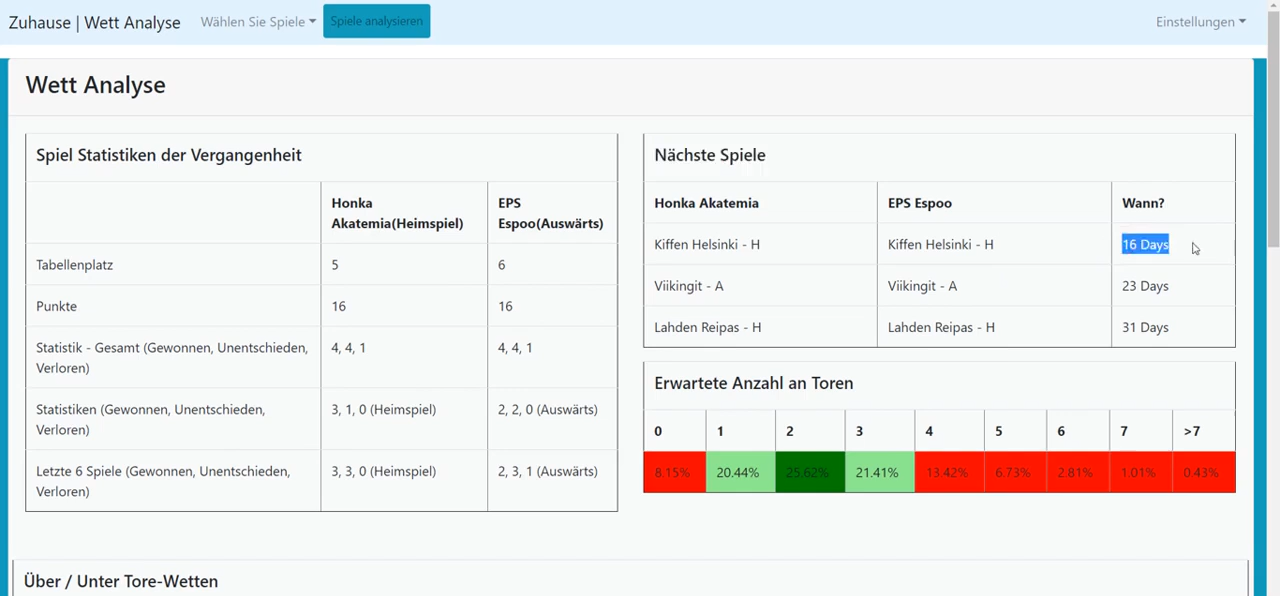 Zuhause | Wett Analyse Wählen Sie Spiele Spiele analysieren Einstellungen
Wett Analyse
Spiel Statistiken der Vergangenheit
Honka Akatemia(Heimspiel) EPS Espoo(Auswärts)
Tabellenplatz 5 6
Punkte 16 16
Statistik - Gesamt (Gewonnen, Unentschieden, Verloren) 4, 4, 1 4, 4, 1
Statistiken (Gewonnen, Unentschieden, Verloren) 3, 1, 0 (Heimspiel) 2, 2, 0 (Auswärts)
Letzte 6 Spiele (Gewonnen, Unentschieden, Verloren) 3, 3, 0 (Heimspiel) 2, 3, 1 (Auswärts)
Nächste Spiele
Honka Akatemia EPS Espoo Wann?
Kiffen Helsinki - H Kiffen Helsinki - H 16 Days
Viikingit - A Viikingit - A 23 Days
Lahden Reipas - H Lahden Reipas - H 31 Days
Erwartete Anzahl an Toren
0 1 2 3 4 5 6 7 >7
8.15% 20.44% 25.62% 21.41% 13.42% 6.73% 2.81% 1.01% 0.43%
Über / Unter Tore-Wetten